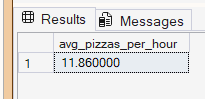 Results Messages
avg_pizzas_per_hour
1 11.860000